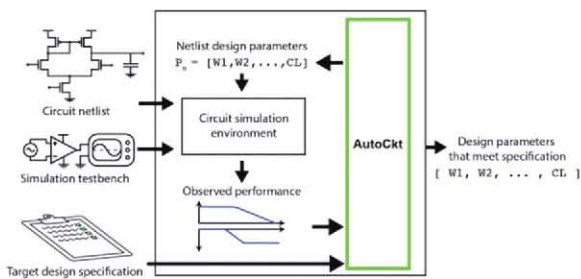 Netlist design parameters
Pn = [W1,W2,...,CL]
Circuit netlist
Circuit simulation
environment
AutoCkt
Design parameters
that meet specification
[ W1, W2, ... , CL ]
Simulation testbench
Observed performance
Target design specification